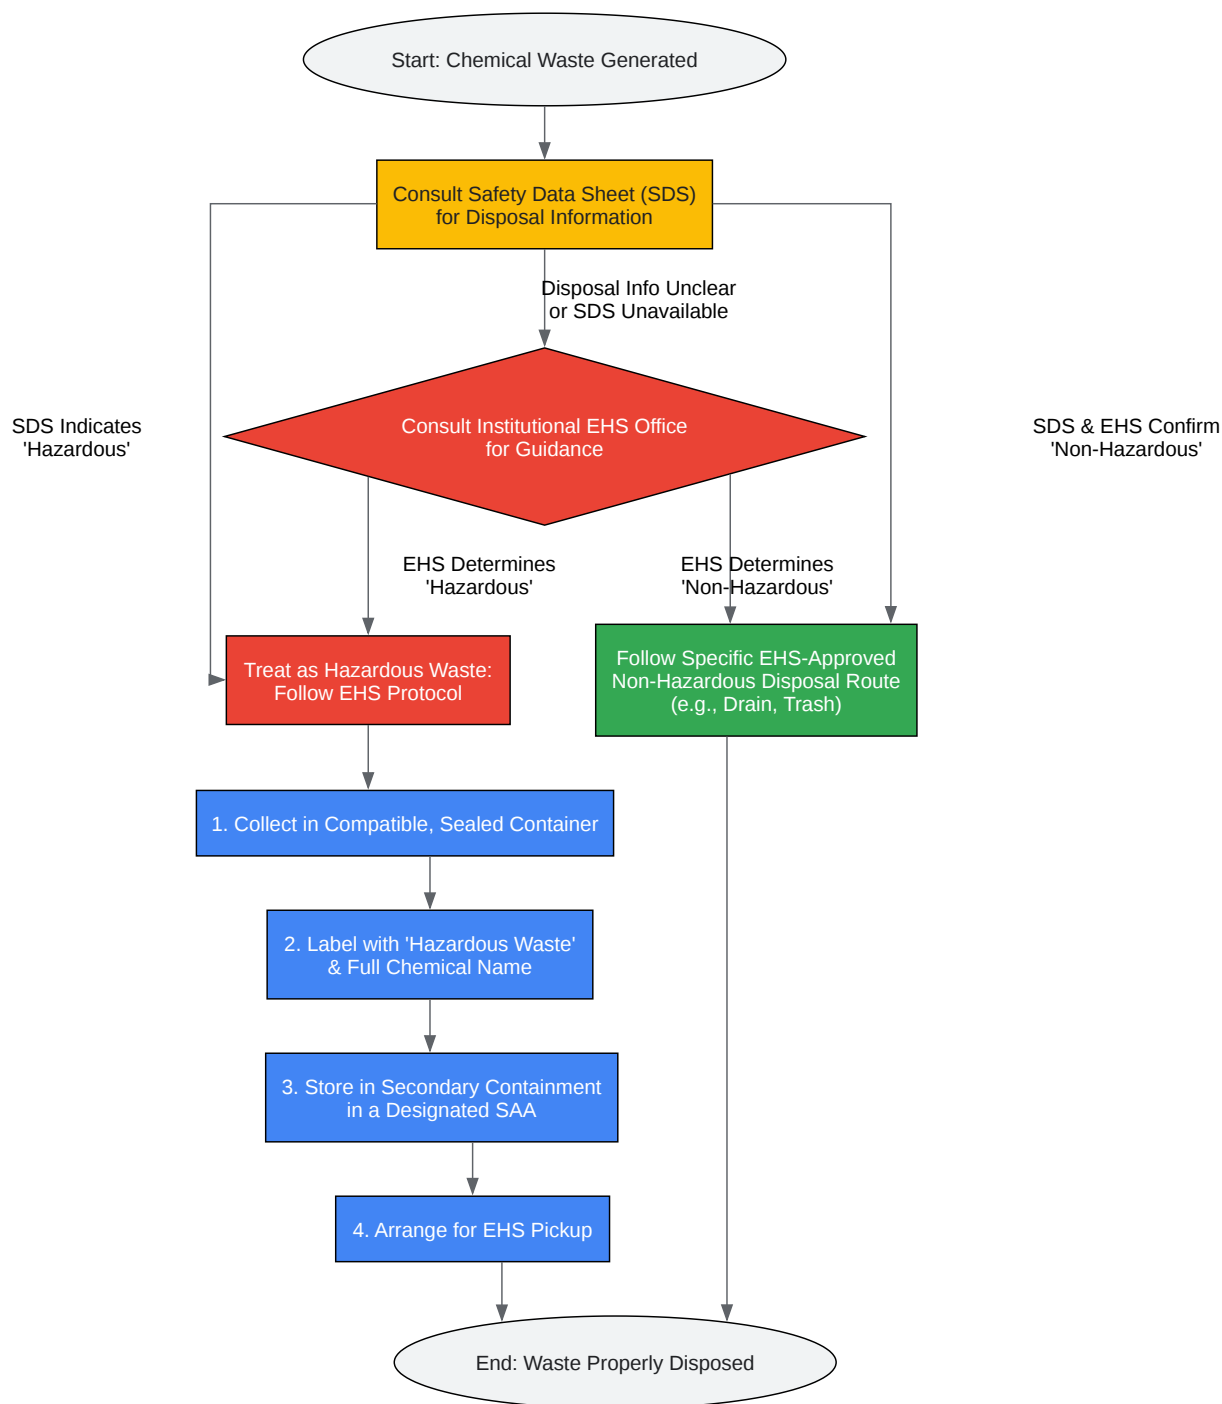 Start: Chemical Waste Generated
Consult Safety Data Sheet (SDS)
for Disposal Information
Disposal Info Unclear
or SDS Unavailable
SDS Indicates
'Hazardous'
Consult Institutional EHS Office
for Guidance
SDS & EHS Confirm
'Non-Hazardous'
EHS Determines
'Hazardous'
EHS Determines
'Non-Hazardous'
Treat as Hazardous Waste:
Follow EHS Protocol
Follow Specific EHS-Approved
Non-Hazardous Disposal Route
(e.g., Drain, Trash)
1. Collect in Compatible, Sealed Container
2. Label with 'Hazardous Waste'
& Full Chemical Name
3. Store in Secondary Containment
in a Designated SAA
4. Arrange for EHS Pickup
End: Waste Properly Disposed